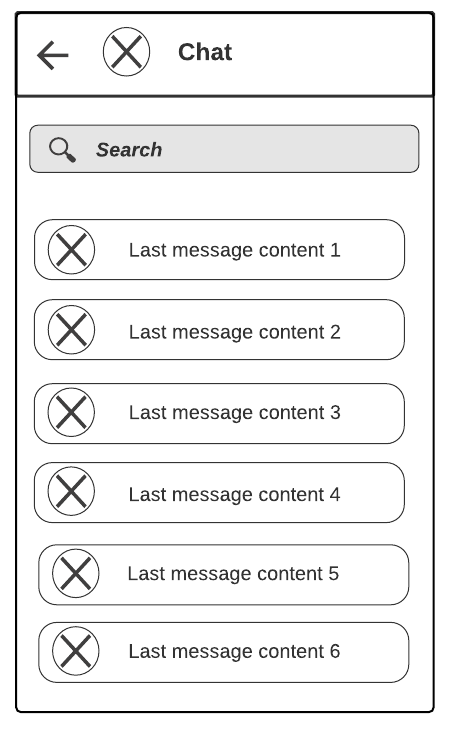 Chat
Search
Last message content 1
Last message content 2
Last message content 3
Last message content 4
Last message content 5
Last message content 6